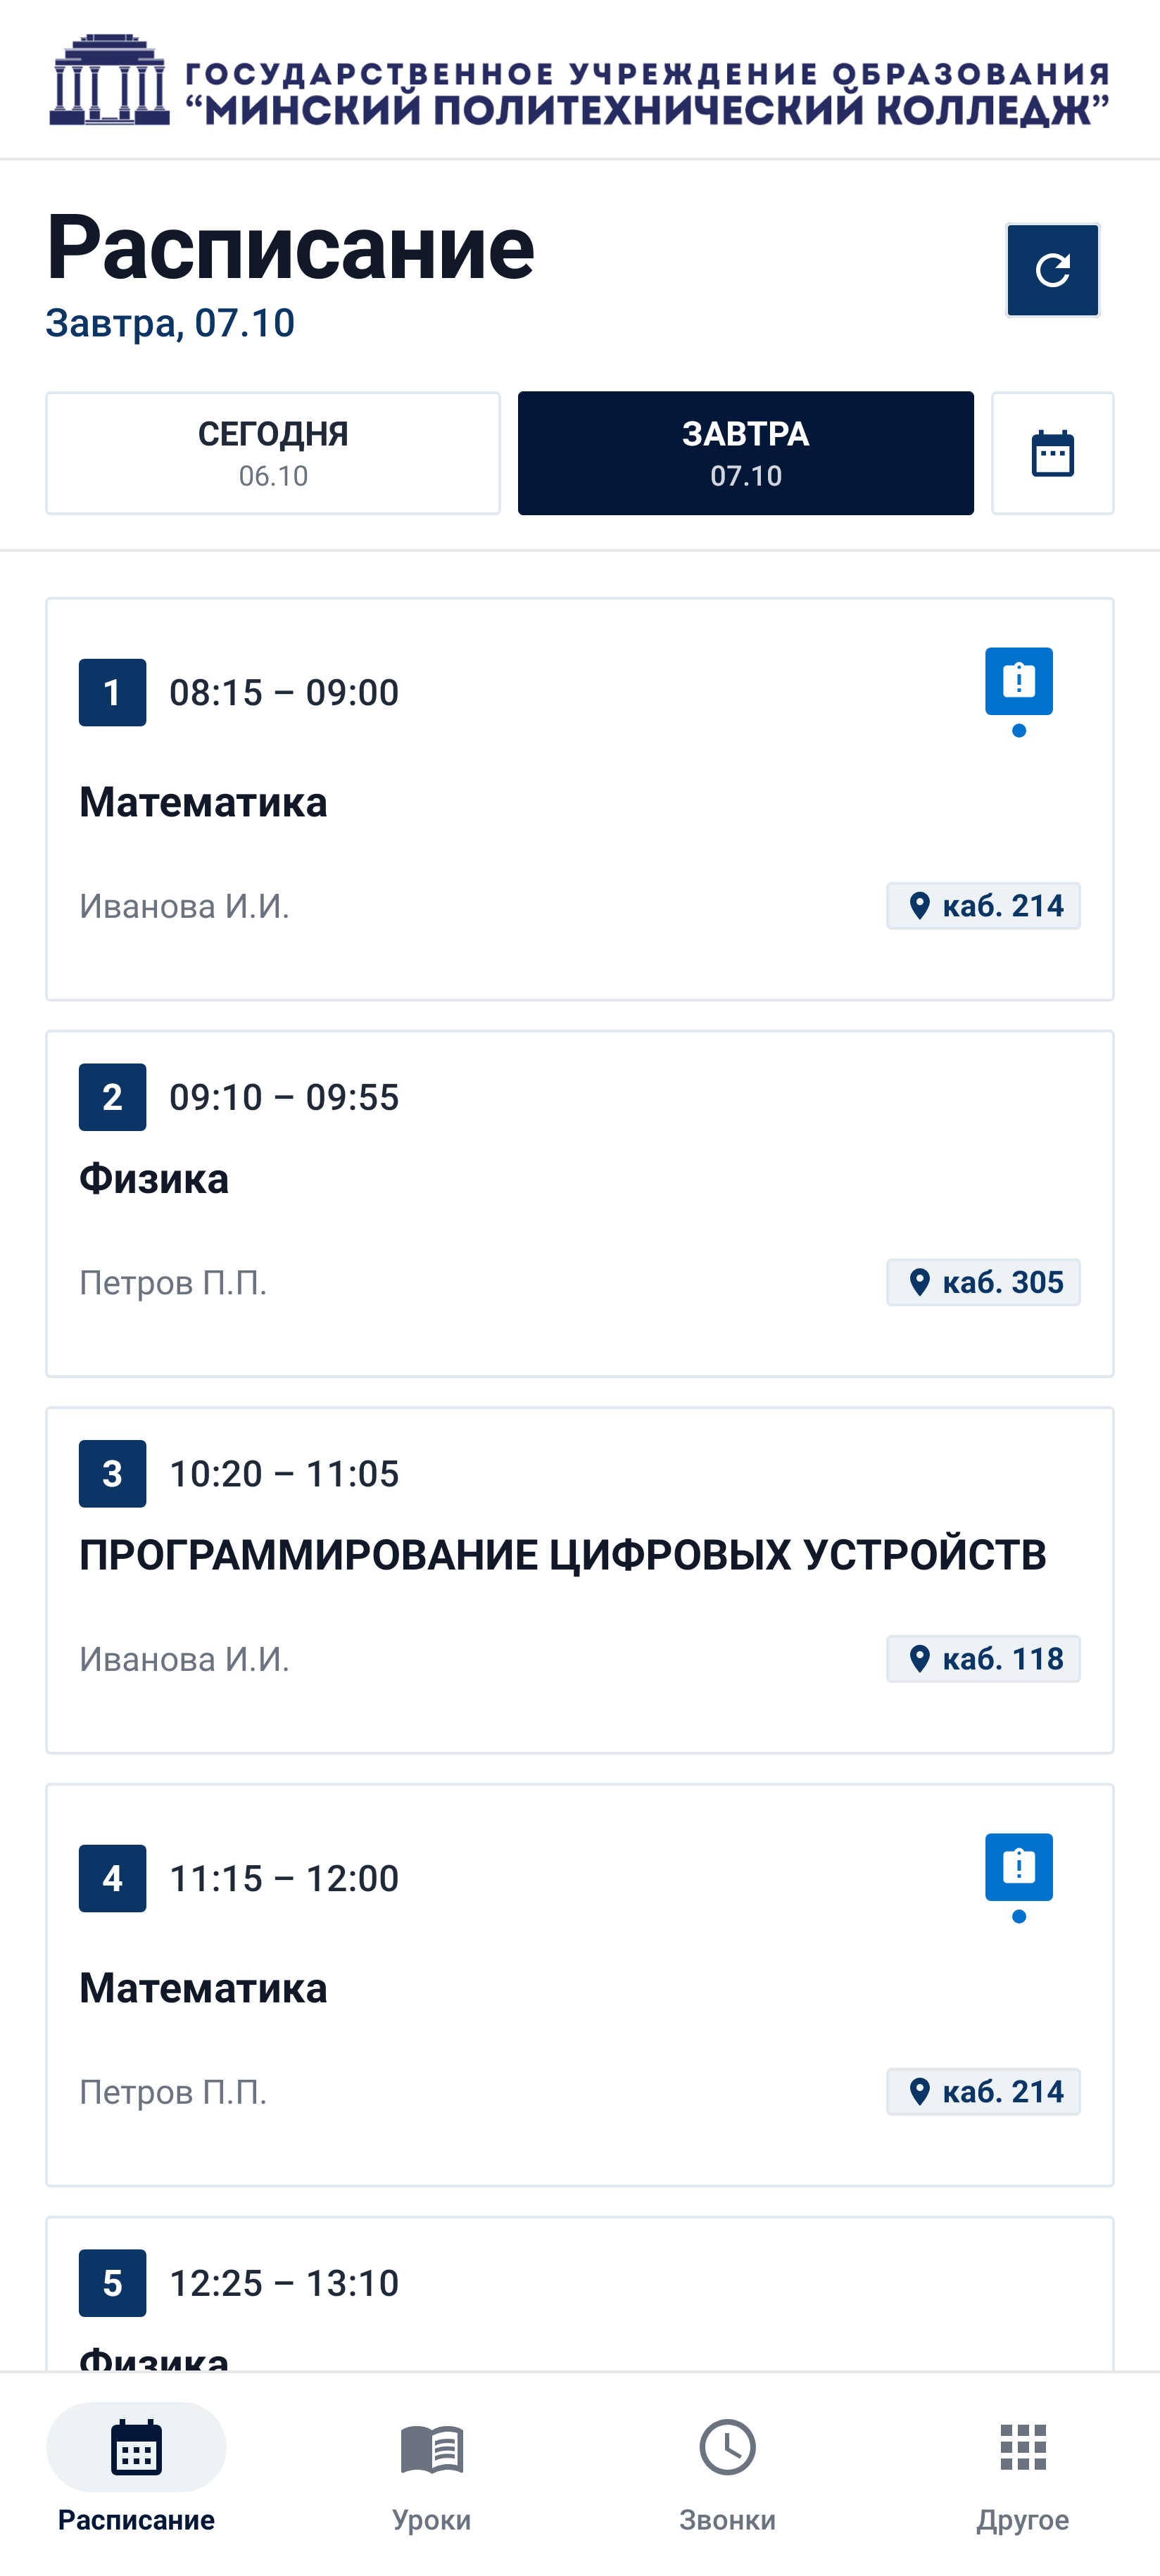 ГОСУДАРСТВЕННОЕ УЧРЕЖДЕНИЕ ОБРАЗОВАНИЯ
“МИНСКИЙ ПОЛИТЕХНИЧЕСКИЙ КОЛЛЕДЖ”
Расписание
Завтра, 07.10
СЕГОДНЯ
06.10
ЗАВТРА
07.10
1 08:15 – 09:00
Математика
Иванова И.И. каб. 214
2 09:10 – 09:55
Физика
Петров П.П. каб. 305
3 10:20 – 11:05
ПРОГРАММИРОВАНИЕ ЦИФРОВЫХ УСТРОЙСТВ
Иванова И.И. каб. 118
4 11:15 – 12:00
Математика
Петров П.П. каб. 214
5 12:25 – 13:10
Физика
Расписание Уроки Звонки Другое